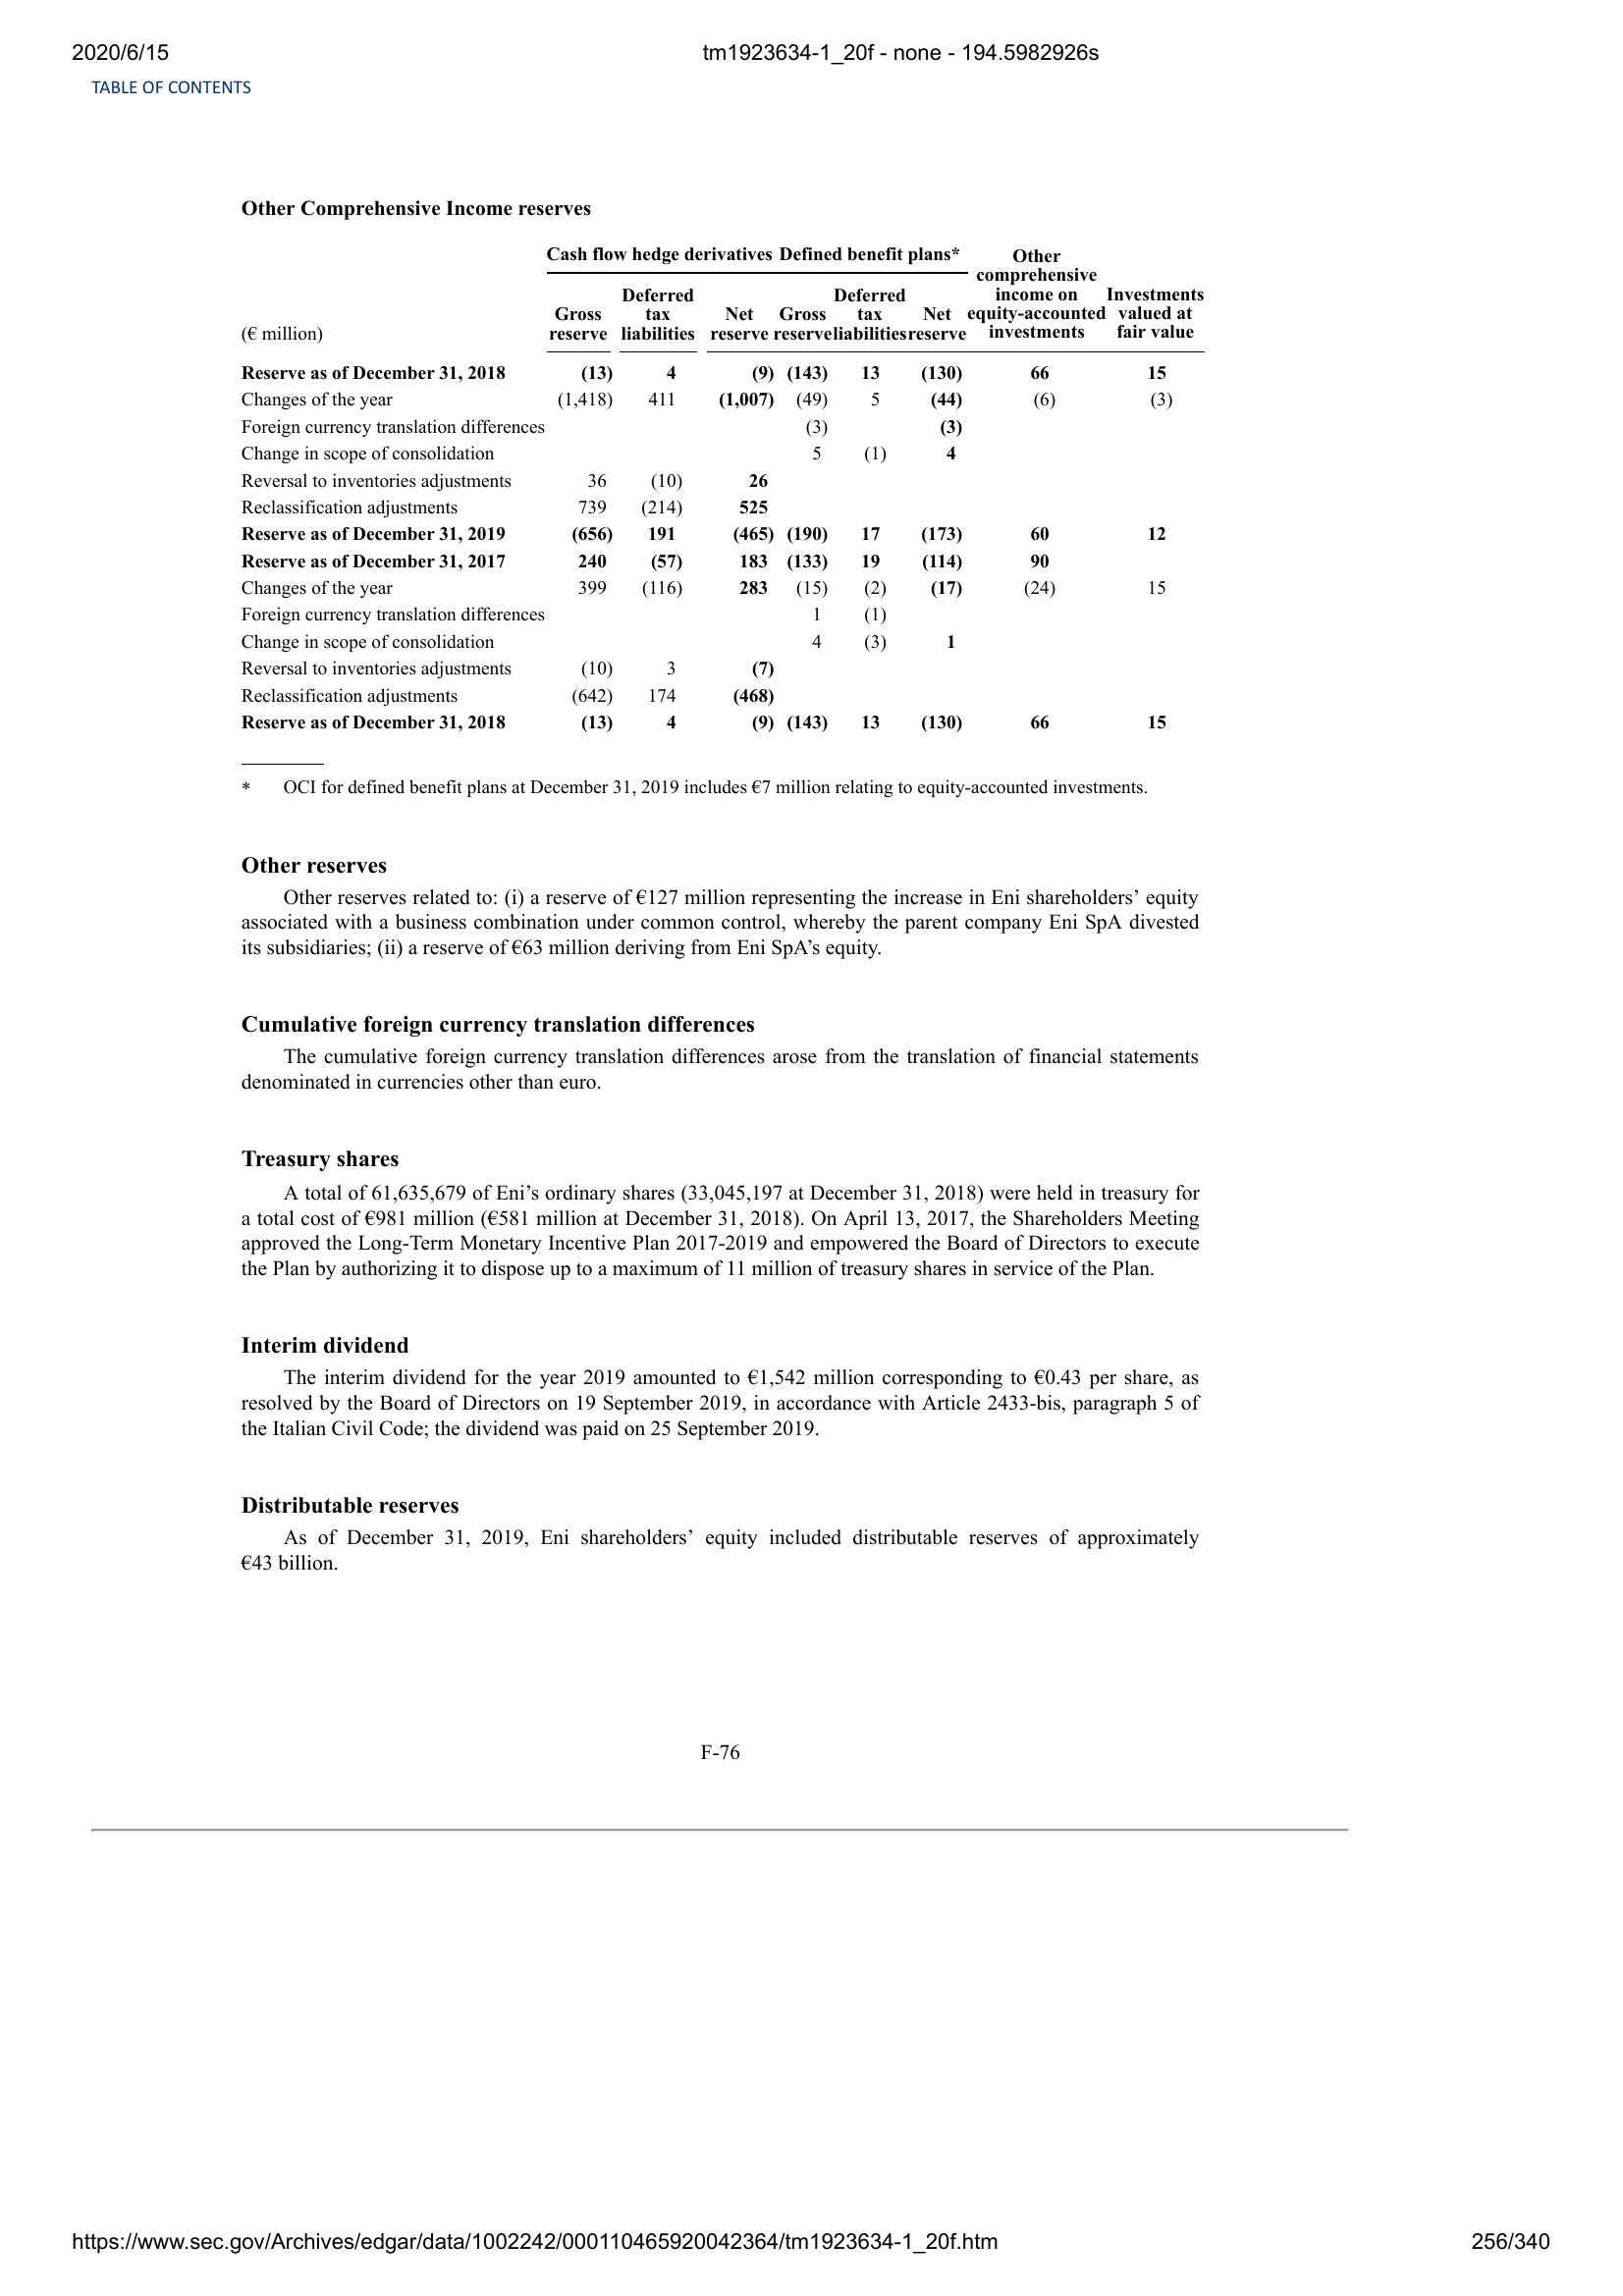 2020/6/15 tm1923634-1_20f - none - 194.5982926s
TABLE OF CONTENTS
Other Comprehensive Income reserves
Cash flow hedge derivatives Defined benefit plans* Other comprehensive income on equity-accounted investments Investments valued at fair value
(€ million) Gross reserve Deferred tax liabilities Net reserve Gross reserve Deferred tax liabilities Net reserve
Reserve as of December 31, 2018 (13) 4 (9) (143) 13 (130) 66 15
Changes of the year (1,418) 411 (1,007) (49) 5 (44) (6) (3)
Foreign currency translation differences (3) (3)
Change in scope of consolidation 5 (1) 4
Reversal to inventories adjustments 36 (10) 26
Reclassification adjustments 739 (214) 525
Reserve as of December 31, 2019 (656) 191 (465) (190) 17 (173) 60 12
Reserve as of December 31, 2017 240 (57) 183 (133) 19 (114) 90
Changes of the year 399 (116) 283 (15) (2) (17) (24) 15
Foreign currency translation differences 1 (1)
Change in scope of consolidation 4 (3) 1
Reversal to inventories adjustments (10) 3 (7)
Reclassification adjustments (642) 174 (468)
Reserve as of December 31, 2018 (13) 4 (9) (143) 13 (130) 66 15
* OCI for defined benefit plans at December 31, 2019 includes €7 million relating to equity-accounted investments.
Other reserves
Other reserves related to: (i) a reserve of €127 million representing the increase in Eni shareholders’ equity
associated with a business combination under common control, whereby the parent company Eni SpA divested
its subsidiaries; (ii) a reserve of €63 million deriving from Eni SpA’s equity.
Cumulative foreign currency translation differences
The cumulative foreign currency translation differences arose from the translation of financial statements
denominated in currencies other than euro.
Treasury shares
A total of 61,635,679 of Eni’s ordinary shares (33,045,197 at December 31, 2018) were held in treasury for
a total cost of €981 million (€581 million at December 31, 2018). On April 13, 2017, the Shareholders Meeting
approved the Long-Term Monetary Incentive Plan 2017-2019 and empowered the Board of Directors to execute
the Plan by authorizing it to dispose up to a maximum of 11 million of treasury shares in service of the Plan.
Interim dividend
The interim dividend for the year 2019 amounted to €1,542 million corresponding to €0.43 per share, as
resolved by the Board of Directors on 19 September 2019, in accordance with Article 2433-bis, paragraph 5 of
the Italian Civil Code; the dividend was paid on 25 September 2019.
Distributable reserves
As of December 31, 2019, Eni shareholders’ equity included distributable reserves of approximately
€43 billion.
F-76
https://www.sec.gov/Archives/edgar/data/1002242/000110465920042364/tm1923634-1_20f.htm 256/340